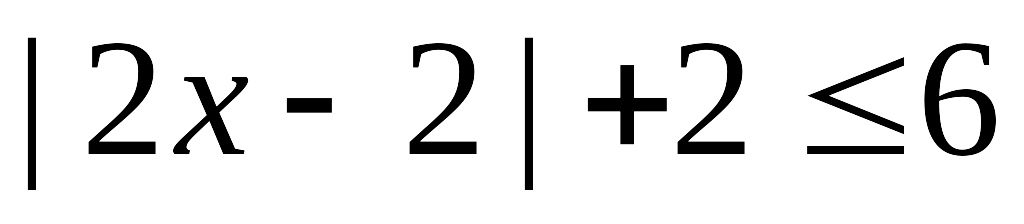 | 2x - 2 | +2 ≤6